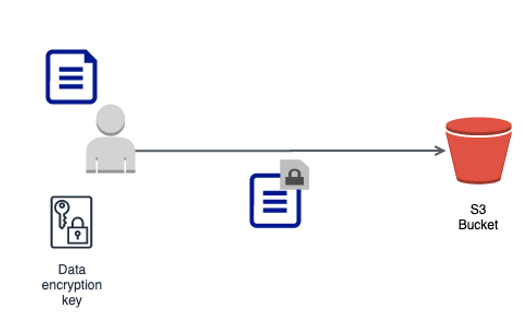 S3
Bucket
Data
encryption
key